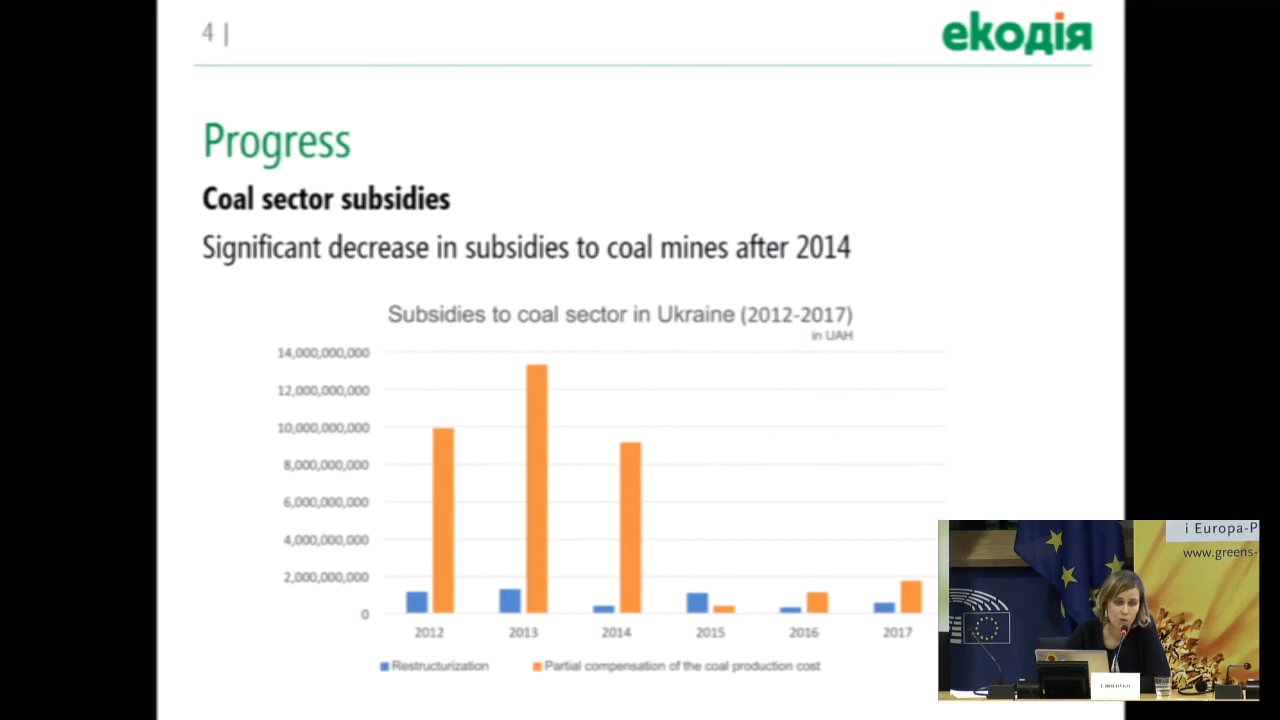 4 |
екодія
Progress
Coal sector subsidies
Significant decrease in subsidies to coal mines after 2014
Subsidies to coal sector in Ukraine (2012-2017)
in UAH
14,000,000,000
12,000,000,000
10,000,000,000
8,000,000,000
6,000,000,000
4,000,000,000
2,000,000,000
0
2012 2013 2014 2015 2016 2017
Restructurization Partial compensation of the coal production cost
i Europa-P
www.greens-